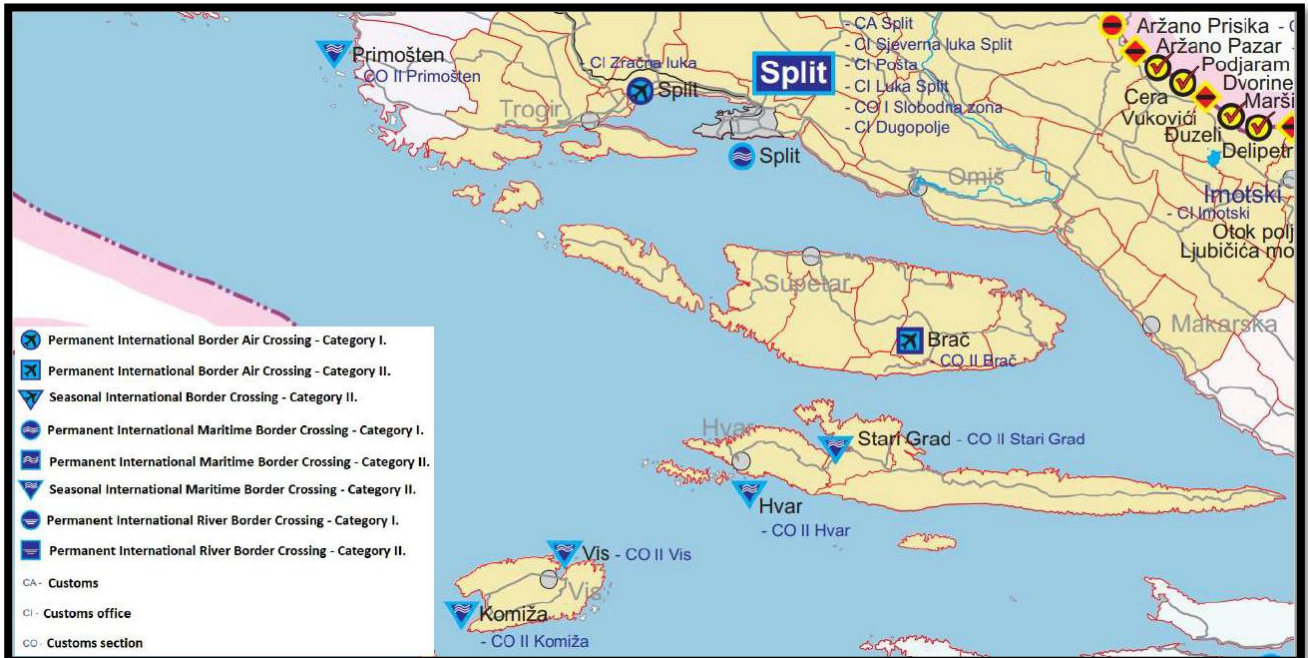 Primošten
CO II Primošten
- CI Zračna luka
Split
Trogir
Split
- CA Split
- CI Sjeverna luka Split
- CI Pošta
- CI Luka Split
- CO I Slobodna zona
- CI Dugopolje
Split
Omiš
Aržano Prisika - C
Aržano Pazar -
Podjaram
Dvorine
Marši
Cera
Vukovići
Đuzeli
Delipetr
Imotski
- CI Imotski
Otok polj
Ljubičića mo
Supetar
Makarska
Brač
- CO II Brač
Hvar
Stari Grad - CO II Stari Grad
Hvar
- CO II Hvar
Vis - CO II Vis
Vis
Komiža
- CO II Komiža
Permanent International Border Air Crossing - Category I.
Permanent International Border Air Crossing - Category II.
Seasonal International Border Crossing - Category II.
Permanent International Maritime Border Crossing - Category I.
Permanent International Maritime Border Crossing - Category II.
Seasonal International Maritime Border Crossing - Category II.
Permanent International River Border Crossing - Category I.
Permanent International River Border Crossing - Category II.
CA - Customs
CI - Customs office
CO - Customs section